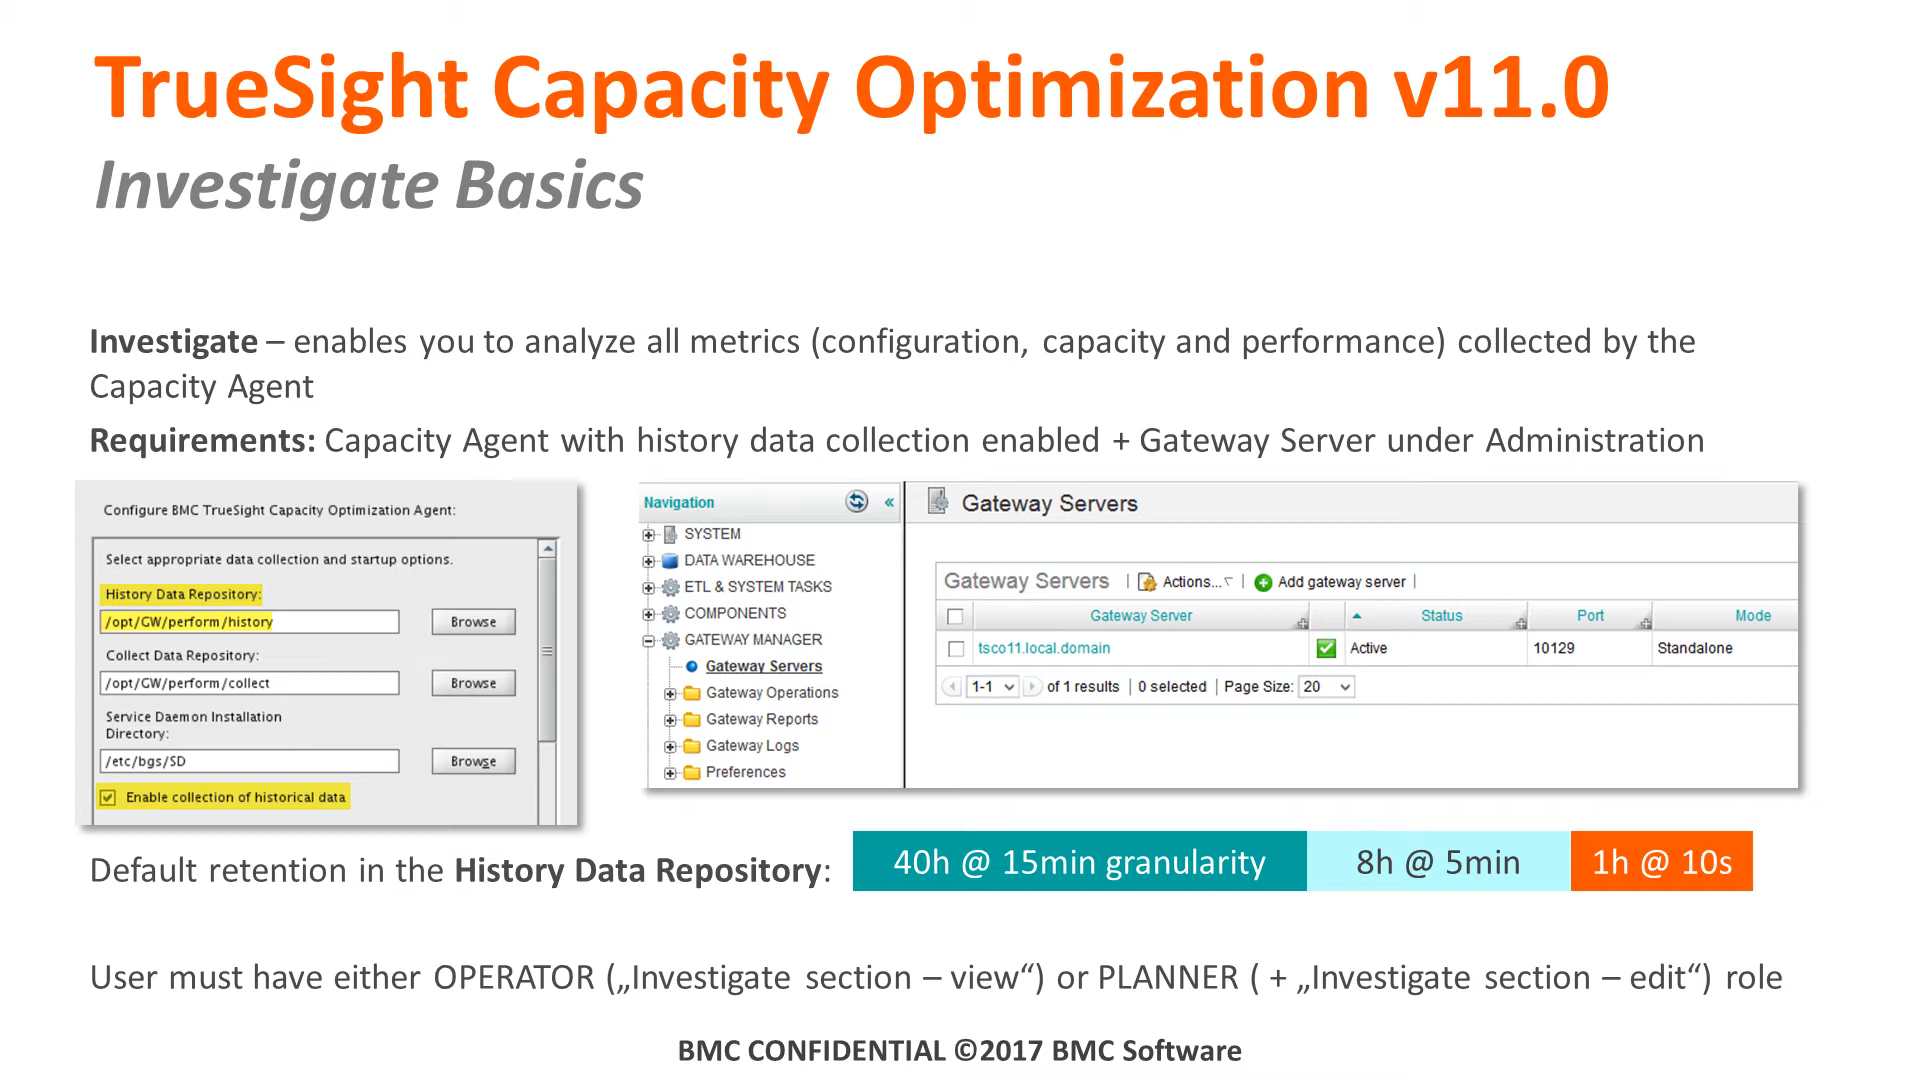 TrueSight Capacity Optimization v11.0
Investigate Basics
Investigate – enables you to analyze all metrics (configuration, capacity and performance) collected by the
Capacity Agent
Requirements: Capacity Agent with history data collection enabled + Gateway Server under Administration
Configure BMC TrueSight Capacity Optimization Agent:
Select appropriate data collection and startup options.
History Data Repository:
/opt/GW/perform/history
Browse
Collect Data Repository:
/opt/GW/perform/collect
Browse
Service Daemon Installation
Directory:
/etc/bgs/SD
Browse
Enable collection of historical data
Navigation «
SYSTEM
DATA WAREHOUSE
ETL & SYSTEM TASKS
COMPONENTS
GATEWAY MANAGER
Gateway Servers
Gateway Operations
Gateway Reports
Gateway Logs
Preferences
Gateway Servers
Gateway Servers | Actions... | Add gateway server |
Gateway Server Status Port Mode
tsco11.local.domain Active 10129 Standalone
1-1 of 1 results | 0 selected | Page Size: 20
Default retention in the History Data Repository: 40h @ 15min granularity 8h @ 5min 1h @ 10s
User must have either OPERATOR („Investigate section – view“) or PLANNER ( + „Investigate section – edit“) role
BMC CONFIDENTIAL ©2017 BMC Software